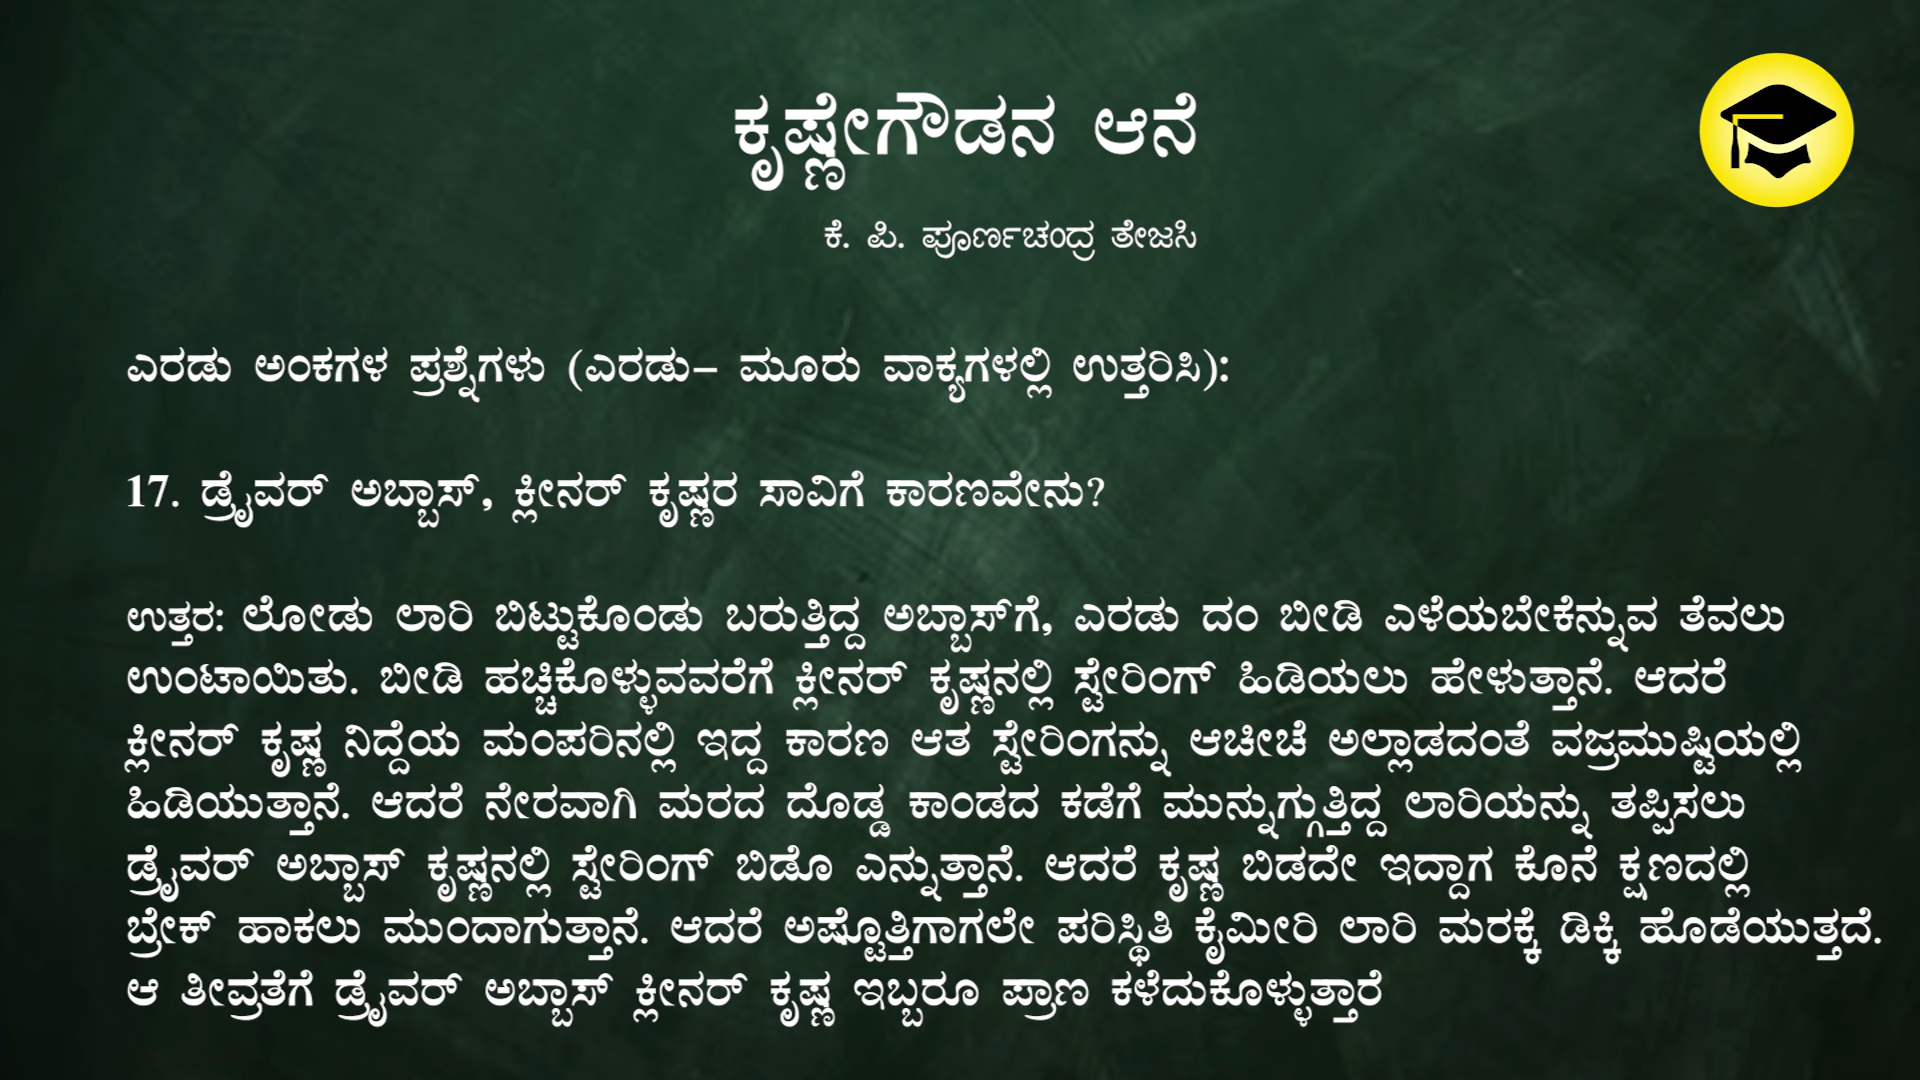 ಕೃಷ್ಣೇಗೌಡನ ಆನೆ
ಕೆ. ಪಿ. ಪೂರ್ಣಚಂದ್ರ ತೇಜಸಿ
ಎರಡು ಅಂಕಗಳ ಪ್ರಶ್ನೆಗಳು (ಎರಡು– ಮೂರು ವಾಕ್ಯಗಳಲ್ಲಿ ಉತ್ತರಿಸಿ):
17. ಡ್ರೈವರ್ ಅಬ್ಬಾಸ್, ಕ್ಲೀನರ್ ಕೃಷ್ಣರ ಸಾವಿಗೆ ಕಾರಣವೇನು?
ಉತ್ತರ: ಲೋಡು ಲಾರಿ ಬಿಟ್ಟುಕೊಂಡು ಬರುತ್ತಿದ್ದ ಅಬ್ಬಾಸ್‌ಗೆ, ಎರಡು ದಂ ಬೀಡಿ ಎಳೆಯಬೇಕೆನ್ನುವ ತೆವಲು
ಉಂಟಾಯಿತು. ಬೀಡಿ ಹಚ್ಚಿಕೊಳ್ಳುವವರೆಗೆ ಕ್ಲೀನರ್ ಕೃಷ್ಣನಲ್ಲಿ ಸ್ಟೇರಿಂಗ್ ಹಿಡಿಯಲು ಹೇಳುತ್ತಾನೆ. ಆದರೆ
ಕ್ಲೀನರ್ ಕೃಷ್ಣ ನಿದ್ದೆಯ ಮಂಪರಿನಲ್ಲಿ ಇದ್ದ ಕಾರಣ ಆತ ಸ್ಟೇರಿಂಗನ್ನು ಆಚೀಚೆ ಅಲ್ಲಾಡದಂತೆ ವಜ್ರಮುಷ್ಟಿಯಲ್ಲಿ
ಹಿಡಿಯುತ್ತಾನೆ. ಆದರೆ ನೇರವಾಗಿ ಮರದ ದೊಡ್ಡ ಕಾಂಡದ ಕಡೆಗೆ ಮುನ್ನುಗ್ಗುತ್ತಿದ್ದ ಲಾರಿಯನ್ನು ತಪ್ಪಿಸಲು
ಡ್ರೈವರ್ ಅಬ್ಬಾಸ್ ಕೃಷ್ಣನಲ್ಲಿ ಸ್ಟೇರಿಂಗ್ ಬಿಡೊ ಎನ್ನುತ್ತಾನೆ. ಆದರೆ ಕೃಷ್ಣ ಬಿಡದೇ ಇದ್ದಾಗ ಕೊನೆ ಕ್ಷಣದಲ್ಲಿ
ಬ್ರೇಕ್ ಹಾಕಲು ಮುಂದಾಗುತ್ತಾನೆ. ಆದರೆ ಅಷ್ಟೊತ್ತಿಗಾಗಲೇ ಪರಿಸ್ಥಿತಿ ಕೈಮೀರಿ ಲಾರಿ ಮರಕ್ಕೆ ಡಿಕ್ಕಿ ಹೊಡೆಯುತ್ತದೆ.
ಆ ತೀವ್ರತೆಗೆ ಡ್ರೈವರ್ ಅಬ್ಬಾಸ್ ಕ್ಲೀನರ್ ಕೃಷ್ಣ ಇಬ್ಬರೂ ಪ್ರಾಣ ಕಳೆದುಕೊಳ್ಳುತ್ತಾರೆ